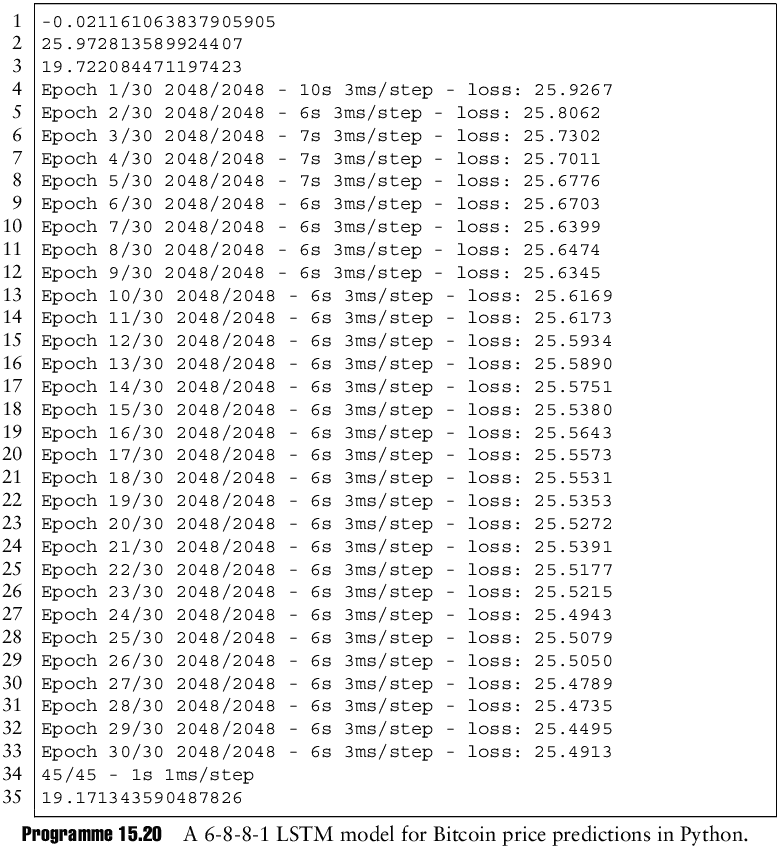 1 -0.021161063837905905
2 25.972813589924407
3 19.722084471197423
4 Epoch 1/30 2048/2048 - 10s 3ms/step - loss: 25.9267
5 Epoch 2/30 2048/2048 - 6s 3ms/step - loss: 25.8062
6 Epoch 3/30 2048/2048 - 7s 3ms/step - loss: 25.7302
7 Epoch 4/30 2048/2048 - 7s 3ms/step - loss: 25.7011
8 Epoch 5/30 2048/2048 - 7s 3ms/step - loss: 25.6776
9 Epoch 6/30 2048/2048 - 6s 3ms/step - loss: 25.6703
10 Epoch 7/30 2048/2048 - 6s 3ms/step - loss: 25.6399
11 Epoch 8/30 2048/2048 - 6s 3ms/step - loss: 25.6474
12 Epoch 9/30 2048/2048 - 6s 3ms/step - loss: 25.6345
13 Epoch 10/30 2048/2048 - 6s 3ms/step - loss: 25.6169
14 Epoch 11/30 2048/2048 - 6s 3ms/step - loss: 25.6173
15 Epoch 12/30 2048/2048 - 6s 3ms/step - loss: 25.5934
16 Epoch 13/30 2048/2048 - 6s 3ms/step - loss: 25.5890
17 Epoch 14/30 2048/2048 - 6s 3ms/step - loss: 25.5751
18 Epoch 15/30 2048/2048 - 6s 3ms/step - loss: 25.5380
19 Epoch 16/30 2048/2048 - 6s 3ms/step - loss: 25.5643
20 Epoch 17/30 2048/2048 - 6s 3ms/step - loss: 25.5573
21 Epoch 18/30 2048/2048 - 6s 3ms/step - loss: 25.5531
22 Epoch 19/30 2048/2048 - 6s 3ms/step - loss: 25.5353
23 Epoch 20/30 2048/2048 - 6s 3ms/step - loss: 25.5272
24 Epoch 21/30 2048/2048 - 6s 3ms/step - loss: 25.5391
25 Epoch 22/30 2048/2048 - 6s 3ms/step - loss: 25.5177
26 Epoch 23/30 2048/2048 - 6s 3ms/step - loss: 25.5215
27 Epoch 24/30 2048/2048 - 6s 3ms/step - loss: 25.4943
28 Epoch 25/30 2048/2048 - 6s 3ms/step - loss: 25.5079
29 Epoch 26/30 2048/2048 - 6s 3ms/step - loss: 25.5050
30 Epoch 27/30 2048/2048 - 6s 3ms/step - loss: 25.4789
31 Epoch 28/30 2048/2048 - 6s 3ms/step - loss: 25.4735
32 Epoch 29/30 2048/2048 - 6s 3ms/step - loss: 25.4495
33 Epoch 30/30 2048/2048 - 6s 3ms/step - loss: 25.4913
34 45/45 - 1s 1ms/step
35 19.171343590487826
Programme 15.20 A 6-8-8-1 LSTM model for Bitcoin price predictions in Python.